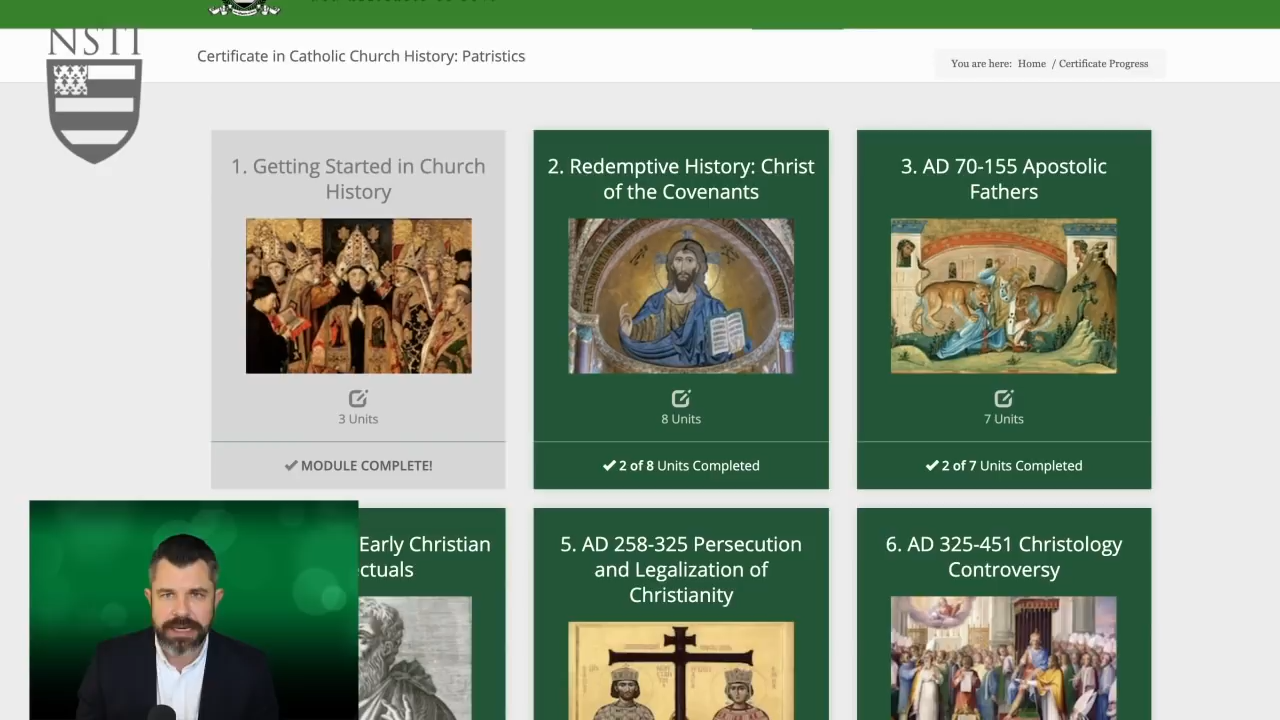 NSTI
Certificate in Catholic Church History: Patristics
You are here: Home / Certificate Progress
1. Getting Started in Church
History
3 Units
MODULE COMPLETE!
2. Redemptive History: Christ
of the Covenants
8 Units
2 of 8 Units Completed
3. AD 70-155 Apostolic
Fathers
7 Units
2 of 7 Units Completed
Early Christian
ctuals
5. AD 258-325 Persecution
and Legalization of
Christianity
6. AD 325-451 Christology
Controversy